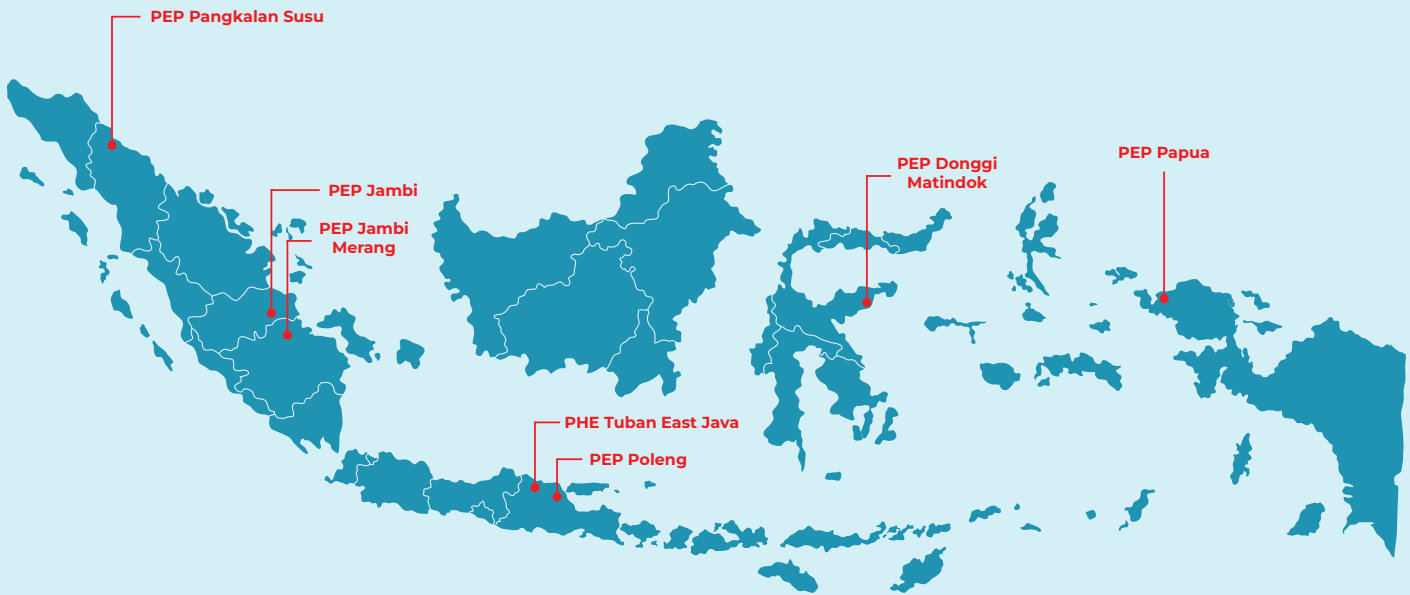 PEP Pangkalan Susu
PEP Jambi
PEP Jambi
Merang
PEP Donggi
Matindok
PEP Papua
PHE Tuban East Java
PEP Poleng